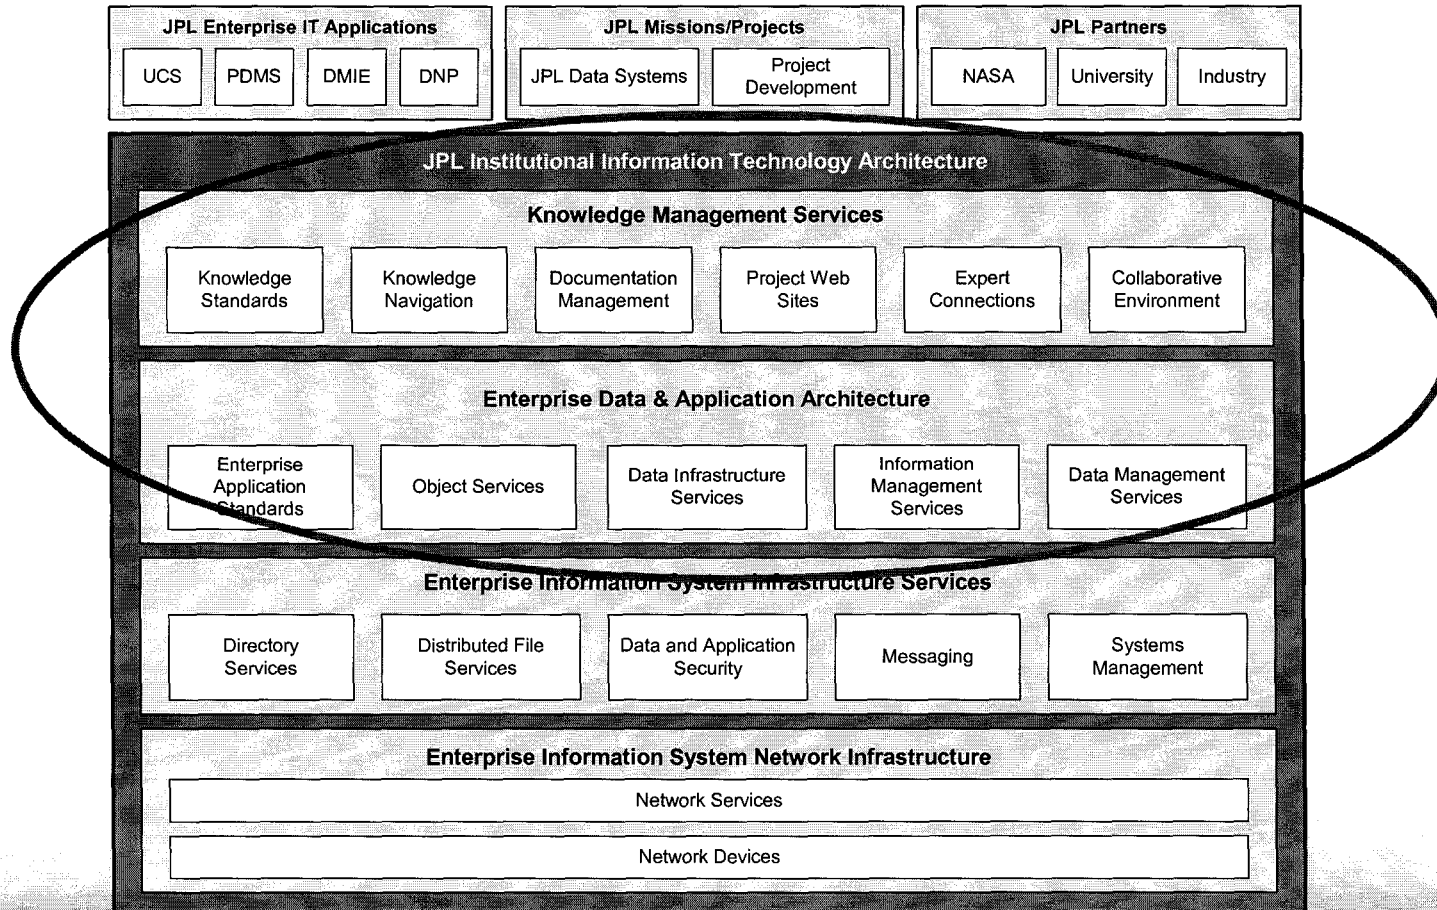 JPL Enterprise IT Applications
UCS
PDMS
DMIE
DNP
JPL Missions/Projects
JPL Data Systems
Project
Development
JPL Partners
NASA
University
Industry
JPL Institutional Information Technology Architecture
Knowledge Management Services
Knowledge
Standards
Knowledge
Navigation
Documentation
Management
Project Web
Sites
Expert
Connections
Collaborative
Environment
Enterprise Data & Application Architecture
Enterprise
Application
Standards
Object Services
Data Infrastructure
Services
Information
Management
Services
Data Management
Services
Enterprise Information System Infrastructure Services
Directory
Services
Distributed File
Services
Data and Application
Security
Messaging
Systems
Management
Enterprise Information System Network Infrastructure
Network Services
Network Devices